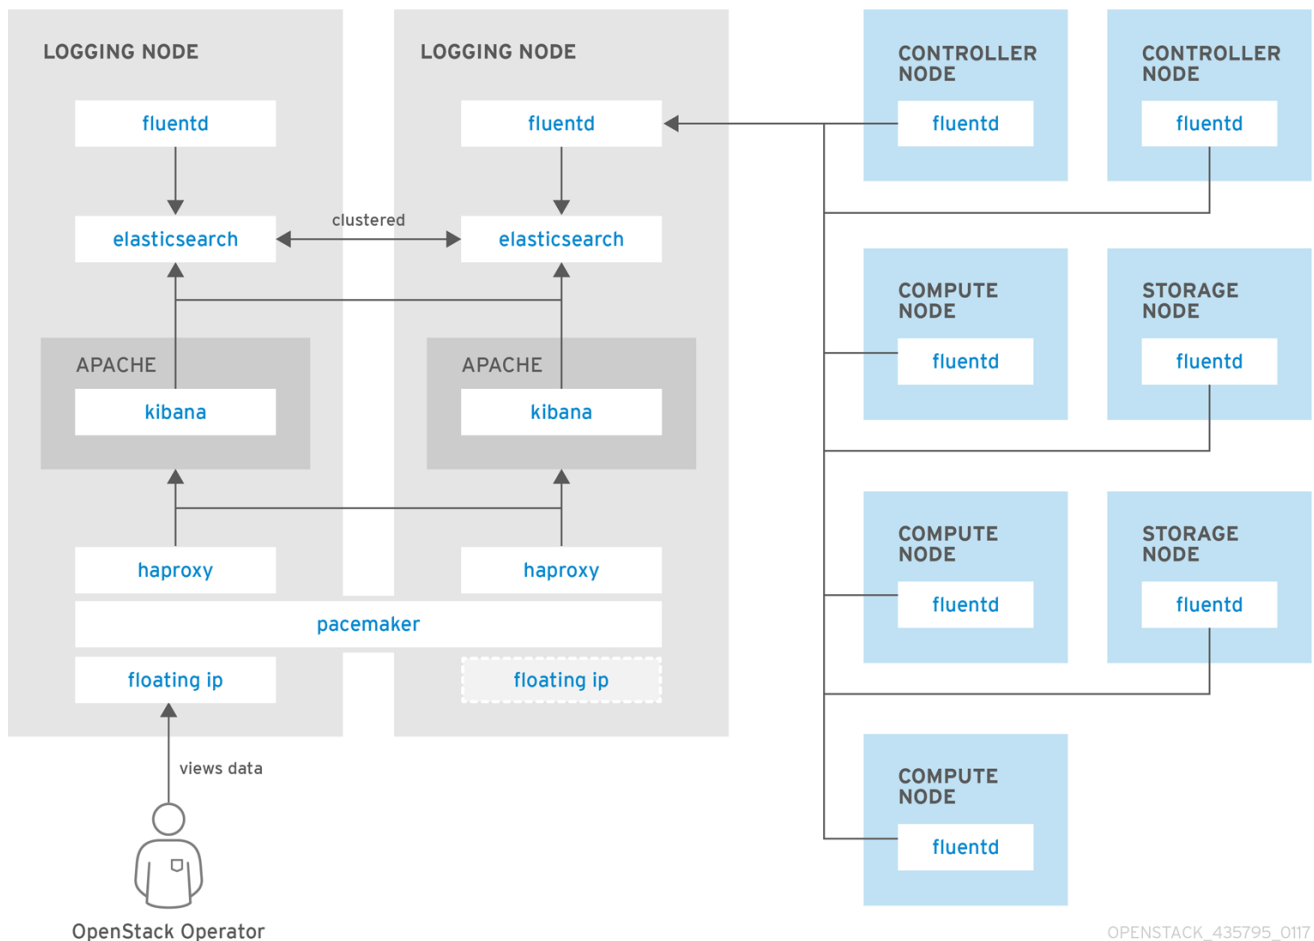 LOGGING NODE
fluentd
elasticsearch
APACHE
kibana
haproxy
LOGGING NODE
fluentd
clustered
elasticsearch
APACHE
kibana
haproxy
pacemaker
floating ip
floating ip
views data
OpenStack Operator
CONTROLLER
NODE
fluentd
CONTROLLER
NODE
fluentd
COMPUTE
NODE
fluentd
STORAGE
NODE
fluentd
COMPUTE
NODE
fluentd
STORAGE
NODE
fluentd
COMPUTE
NODE
fluentd
OPENSTACK_435795_0117